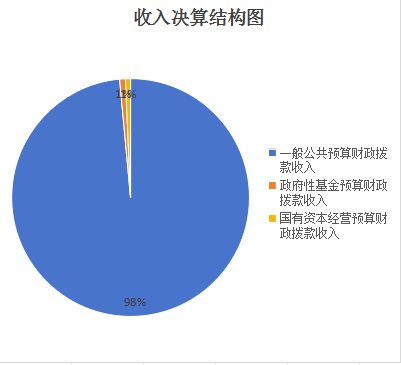 收入决算结构图
1%
1%
98%
一般公共预算财政拨
款收入
政府性基金预算财政
拨款收入
国有资本经营预算财
政拨款收入